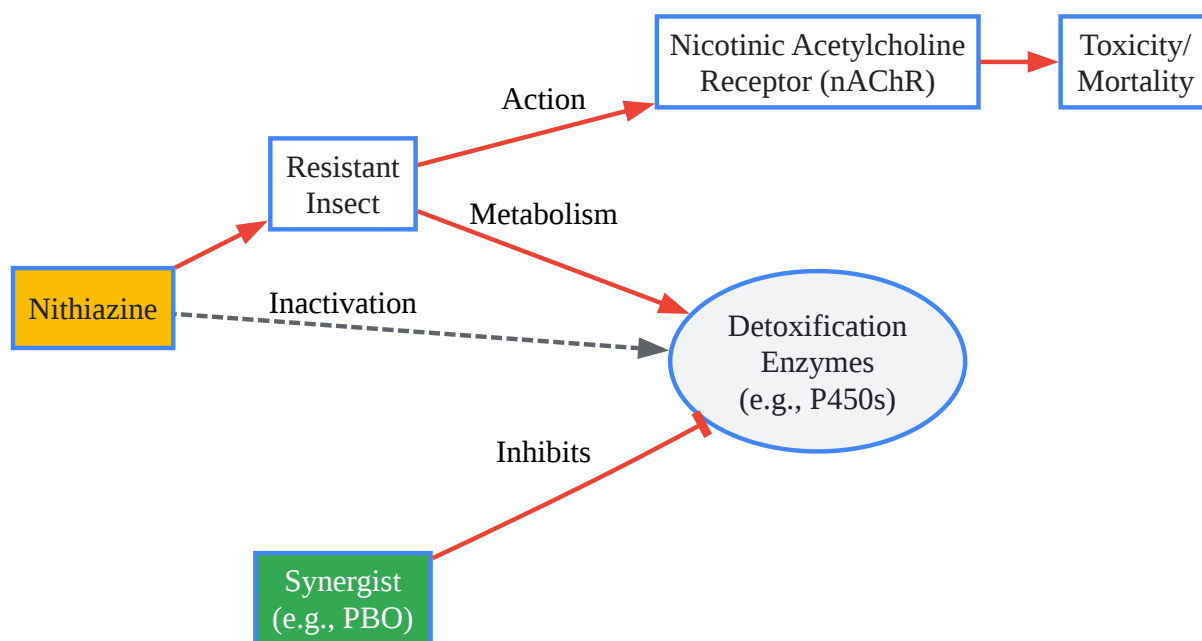 Nicotinic Acetylcholine
Receptor (nAChR)
Toxicity/
Mortality
Action
Resistant
Insect
Metabolism
Nithiazine
Inactivation
Detoxification
Enzymes
(e.g., P450s)
Inhibits
Synergist
(e.g., PBO)